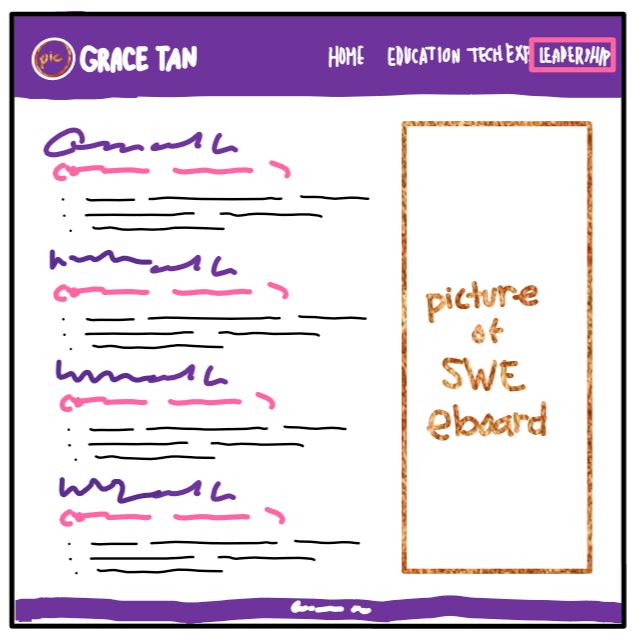 pic GRACE TAN HOME EDUCATION TECH EXP LEADERSHIP
picture
of
SWE
eboard